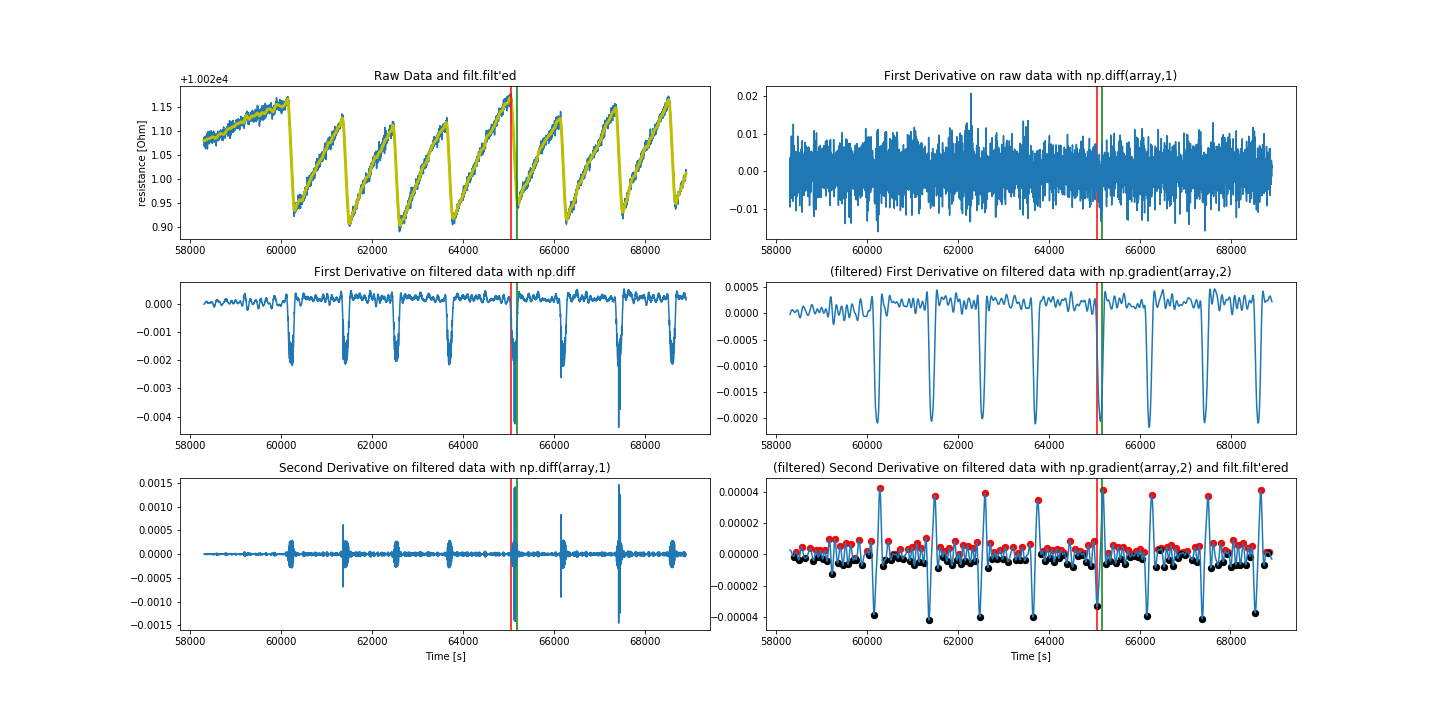 Raw Data and filt.filt'ed
+1.002e4
resistance [Ohm]
1.15
1.10
1.05
1.00
0.95
0.90
58000 60000 62000 64000 66000 68000
First Derivative on raw data with np.diff(array,1)
0.02
0.01
0.00
−0.01
58000 60000 62000 64000 66000 68000
First Derivative on filtered data with np.diff
0.000
−0.001
−0.002
−0.003
−0.004
58000 60000 62000 64000 66000 68000
(filtered) First Derivative on filtered data with np.gradient(array,2)
0.0005
0.0000
−0.0005
−0.0010
−0.0015
−0.0020
58000 60000 62000 64000 66000 68000
Second Derivative on filtered data with np.diff(array,1)
0.0015
0.0010
0.0005
0.0000
−0.0005
−0.0010
−0.0015
58000 60000 62000 64000 66000 68000
Time [s]
(filtered) Second Derivative on filtered data with np.gradient(array,2) and filt.filt'ered
0.00004
0.00002
0.00000
−0.00002
−0.00004
58000 60000 62000 64000 66000 68000
Time [s]